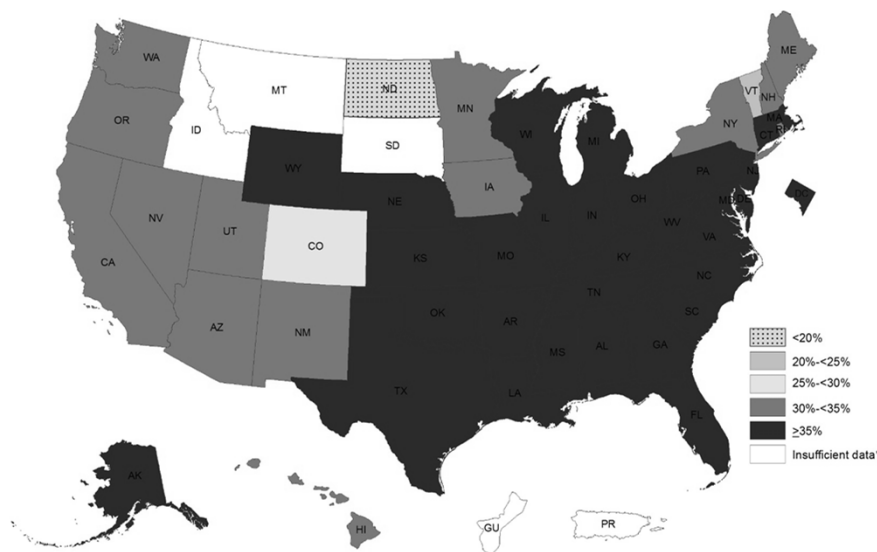 WA
ME
MT
ND
MN
VT
NH
OR
ID
SD
WI
MI
NY
MA
CT
RI
WY
IA
PA
NJ
NE
OH
MD
DE
DC
NV
UT
CO
IL
IN
WV
VA
CA
KS
MO
KY
NC
TN
AZ
NM
OK
AR
SC
MS
AL
GA
TX
LA
FL
AK
HI
GU
PR
<20%
20%-<25%
25%-<30%
30%-<35%
≥35%
Insufficient data*